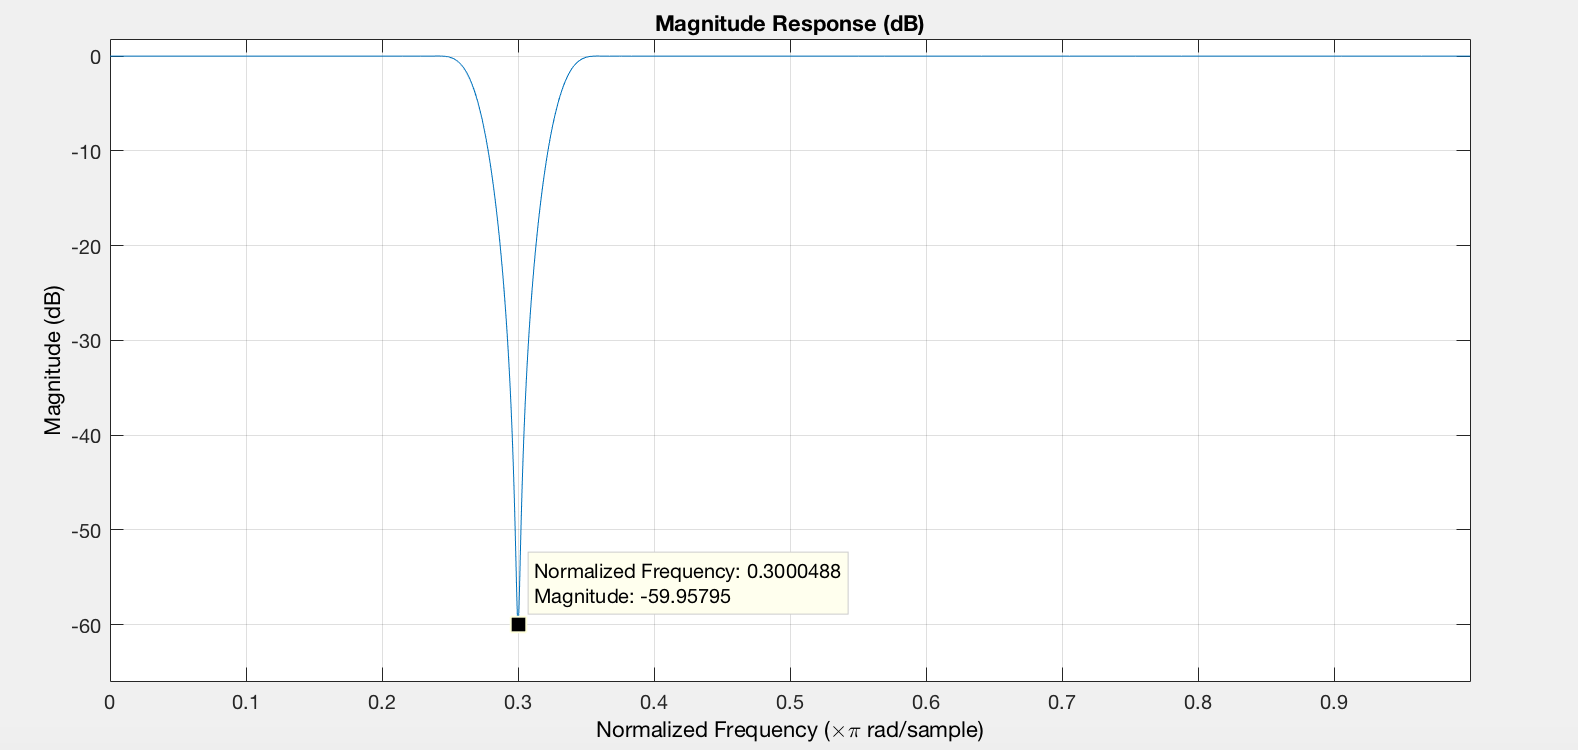 Magnitude Response (dB)
0
-10
-20
-30
-40
-50
-60
Magnitude (dB)
Normalized Frequency: 0.3000488
Magnitude: -59.95795
0 0.1 0.2 0.3 0.4 0.5 0.6 0.7 0.8 0.9
Normalized Frequency (×π rad/sample)